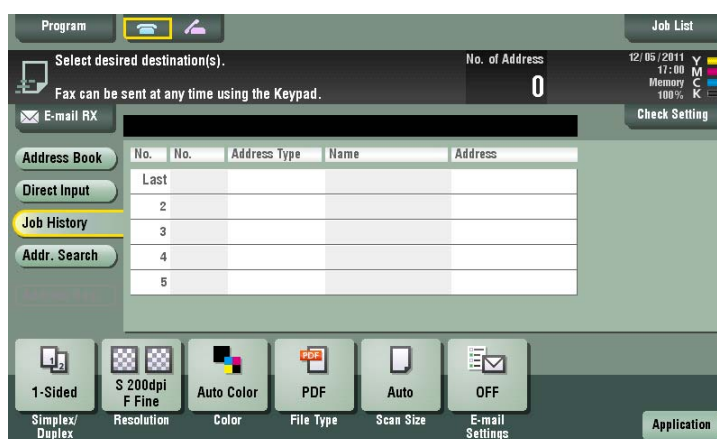 Program
Job List
Select desired destination(s).
No. of Address
12/05/2011
17:00
Memory
100%
Y
M
C
K
Fax can be sent at any time using the Keypad.
0
E-mail RX
Check Setting
Address Book
No. No. Address Type Name Address
Last
Direct Input
2
Job History
3
Addr. Search
4
5
1 2
PDF
1-Sided
S 200dpi
F Fine
Auto Color
PDF
Auto
OFF
Simplex/
Duplex
Resolution
Color
File Type
Scan Size
E-mail
Settings
Application